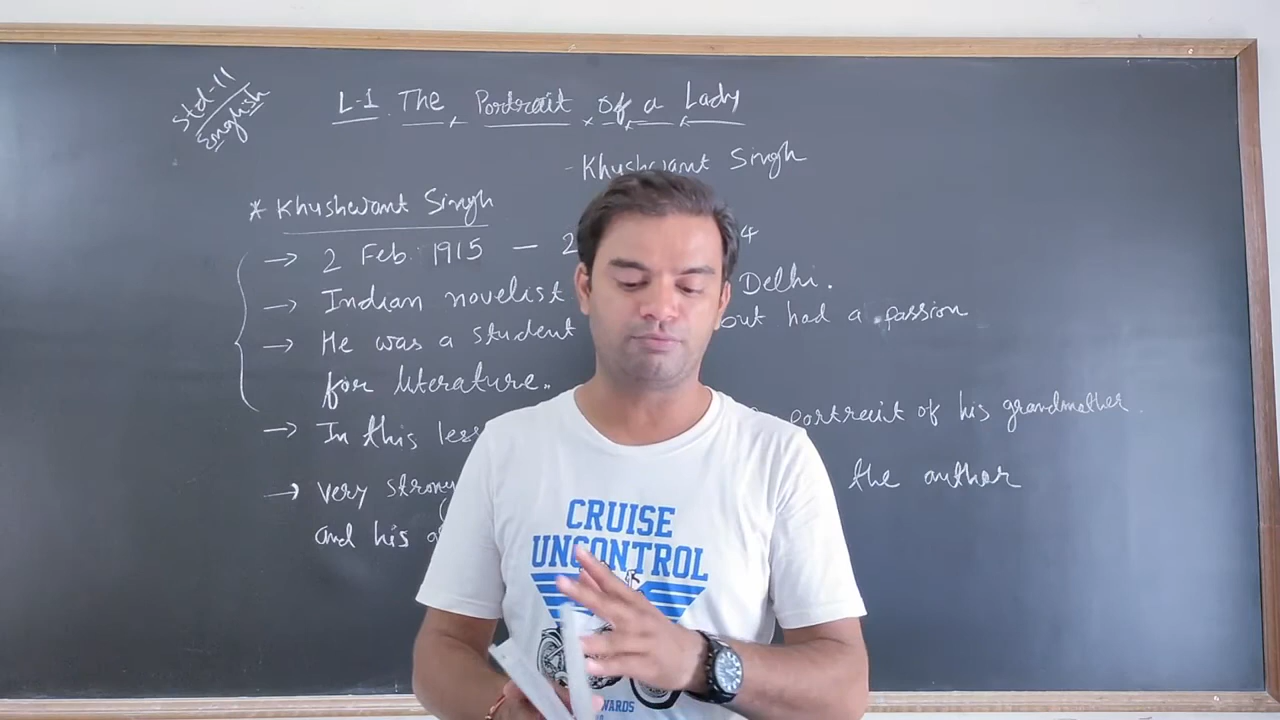 Std-11
English
L-1. The Portrait of a Lady
- Khushwant Singh
* Khushwant Singh
→ 2 Feb. 1915 — 2 4
→ Indian novelist Delhi.
→ He was a student but had a passion
for literature.
→ In this portrait of his grandmother.
→ Very strong the author
and his
CRUISE
UNCONTROL